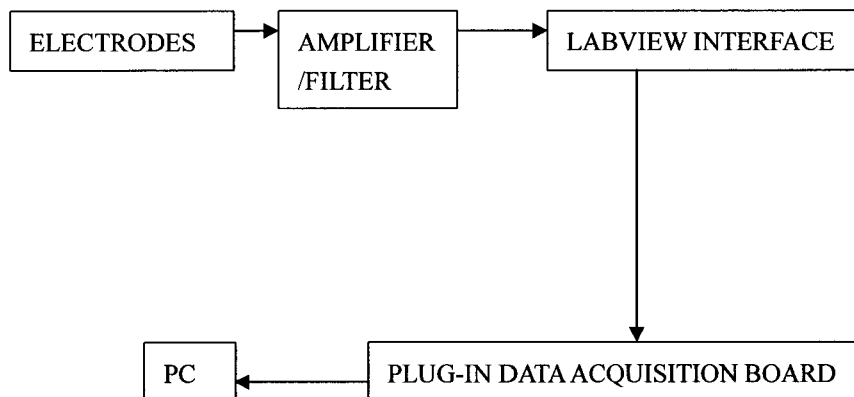 ELECTRODES
AMPLIFIER
/FILTER
LABVIEW INTERFACE
PC
PLUG-IN DATA ACQUISITION BOARD